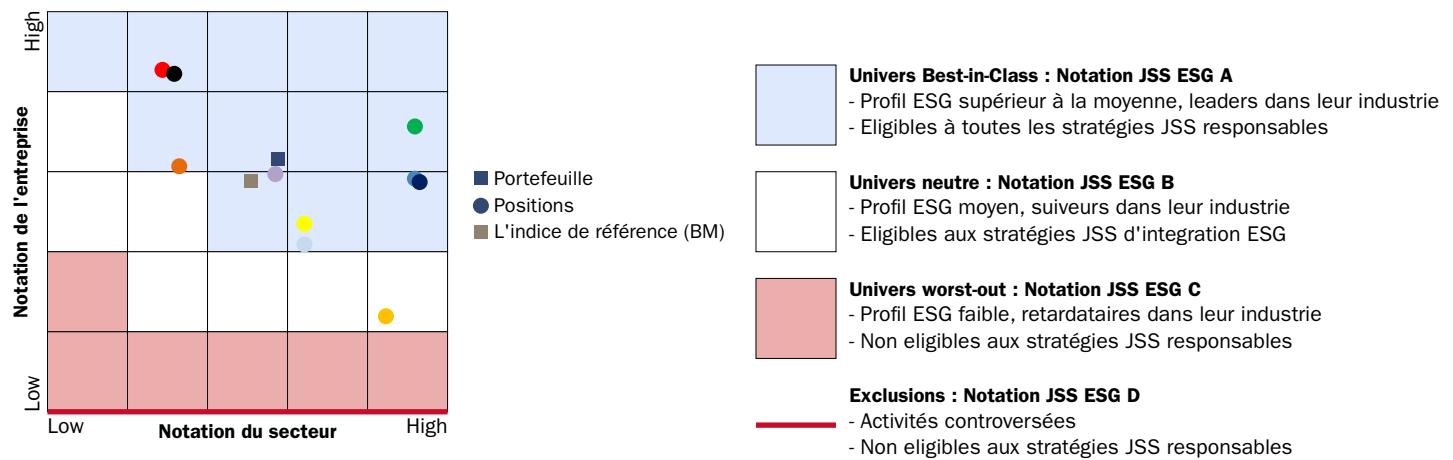 High
Notation de l'entreprise
Low
Low
Notation du secteur
High
Portefeuille
Positions
L'indice de référence (BM)
Univers Best-in-Class : Notation JSS ESG A
- Profil ESG supérieur à la moyenne, leaders dans leur industrie
- Eligibles à toutes les stratégies JSS responsables
Univers neutre : Notation JSS ESG B
- Profil ESG moyen, suiveurs dans leur industrie
- Eligibles aux stratégies JSS d'integration ESG
Univers worst-out : Notation JSS ESG C
- Profil ESG faible, retardataires dans leur industrie
- Non eligibles aux stratégies JSS responsables
Exclusions : Notation JSS ESG D
- Activités controversées
- Non eligibles aux stratégies JSS responsables